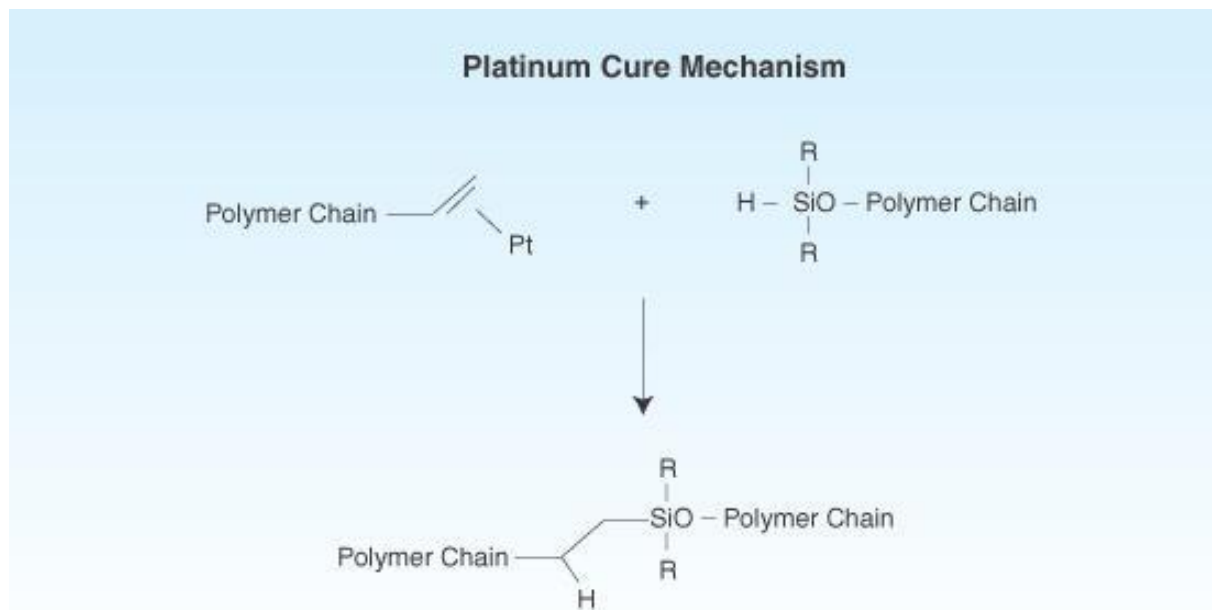 Platinum Cure Mechanism
R
Polymer Chain + H – SiO – Polymer Chain
Pt
R
R
SiO – Polymer Chain
Polymer Chain
R
H